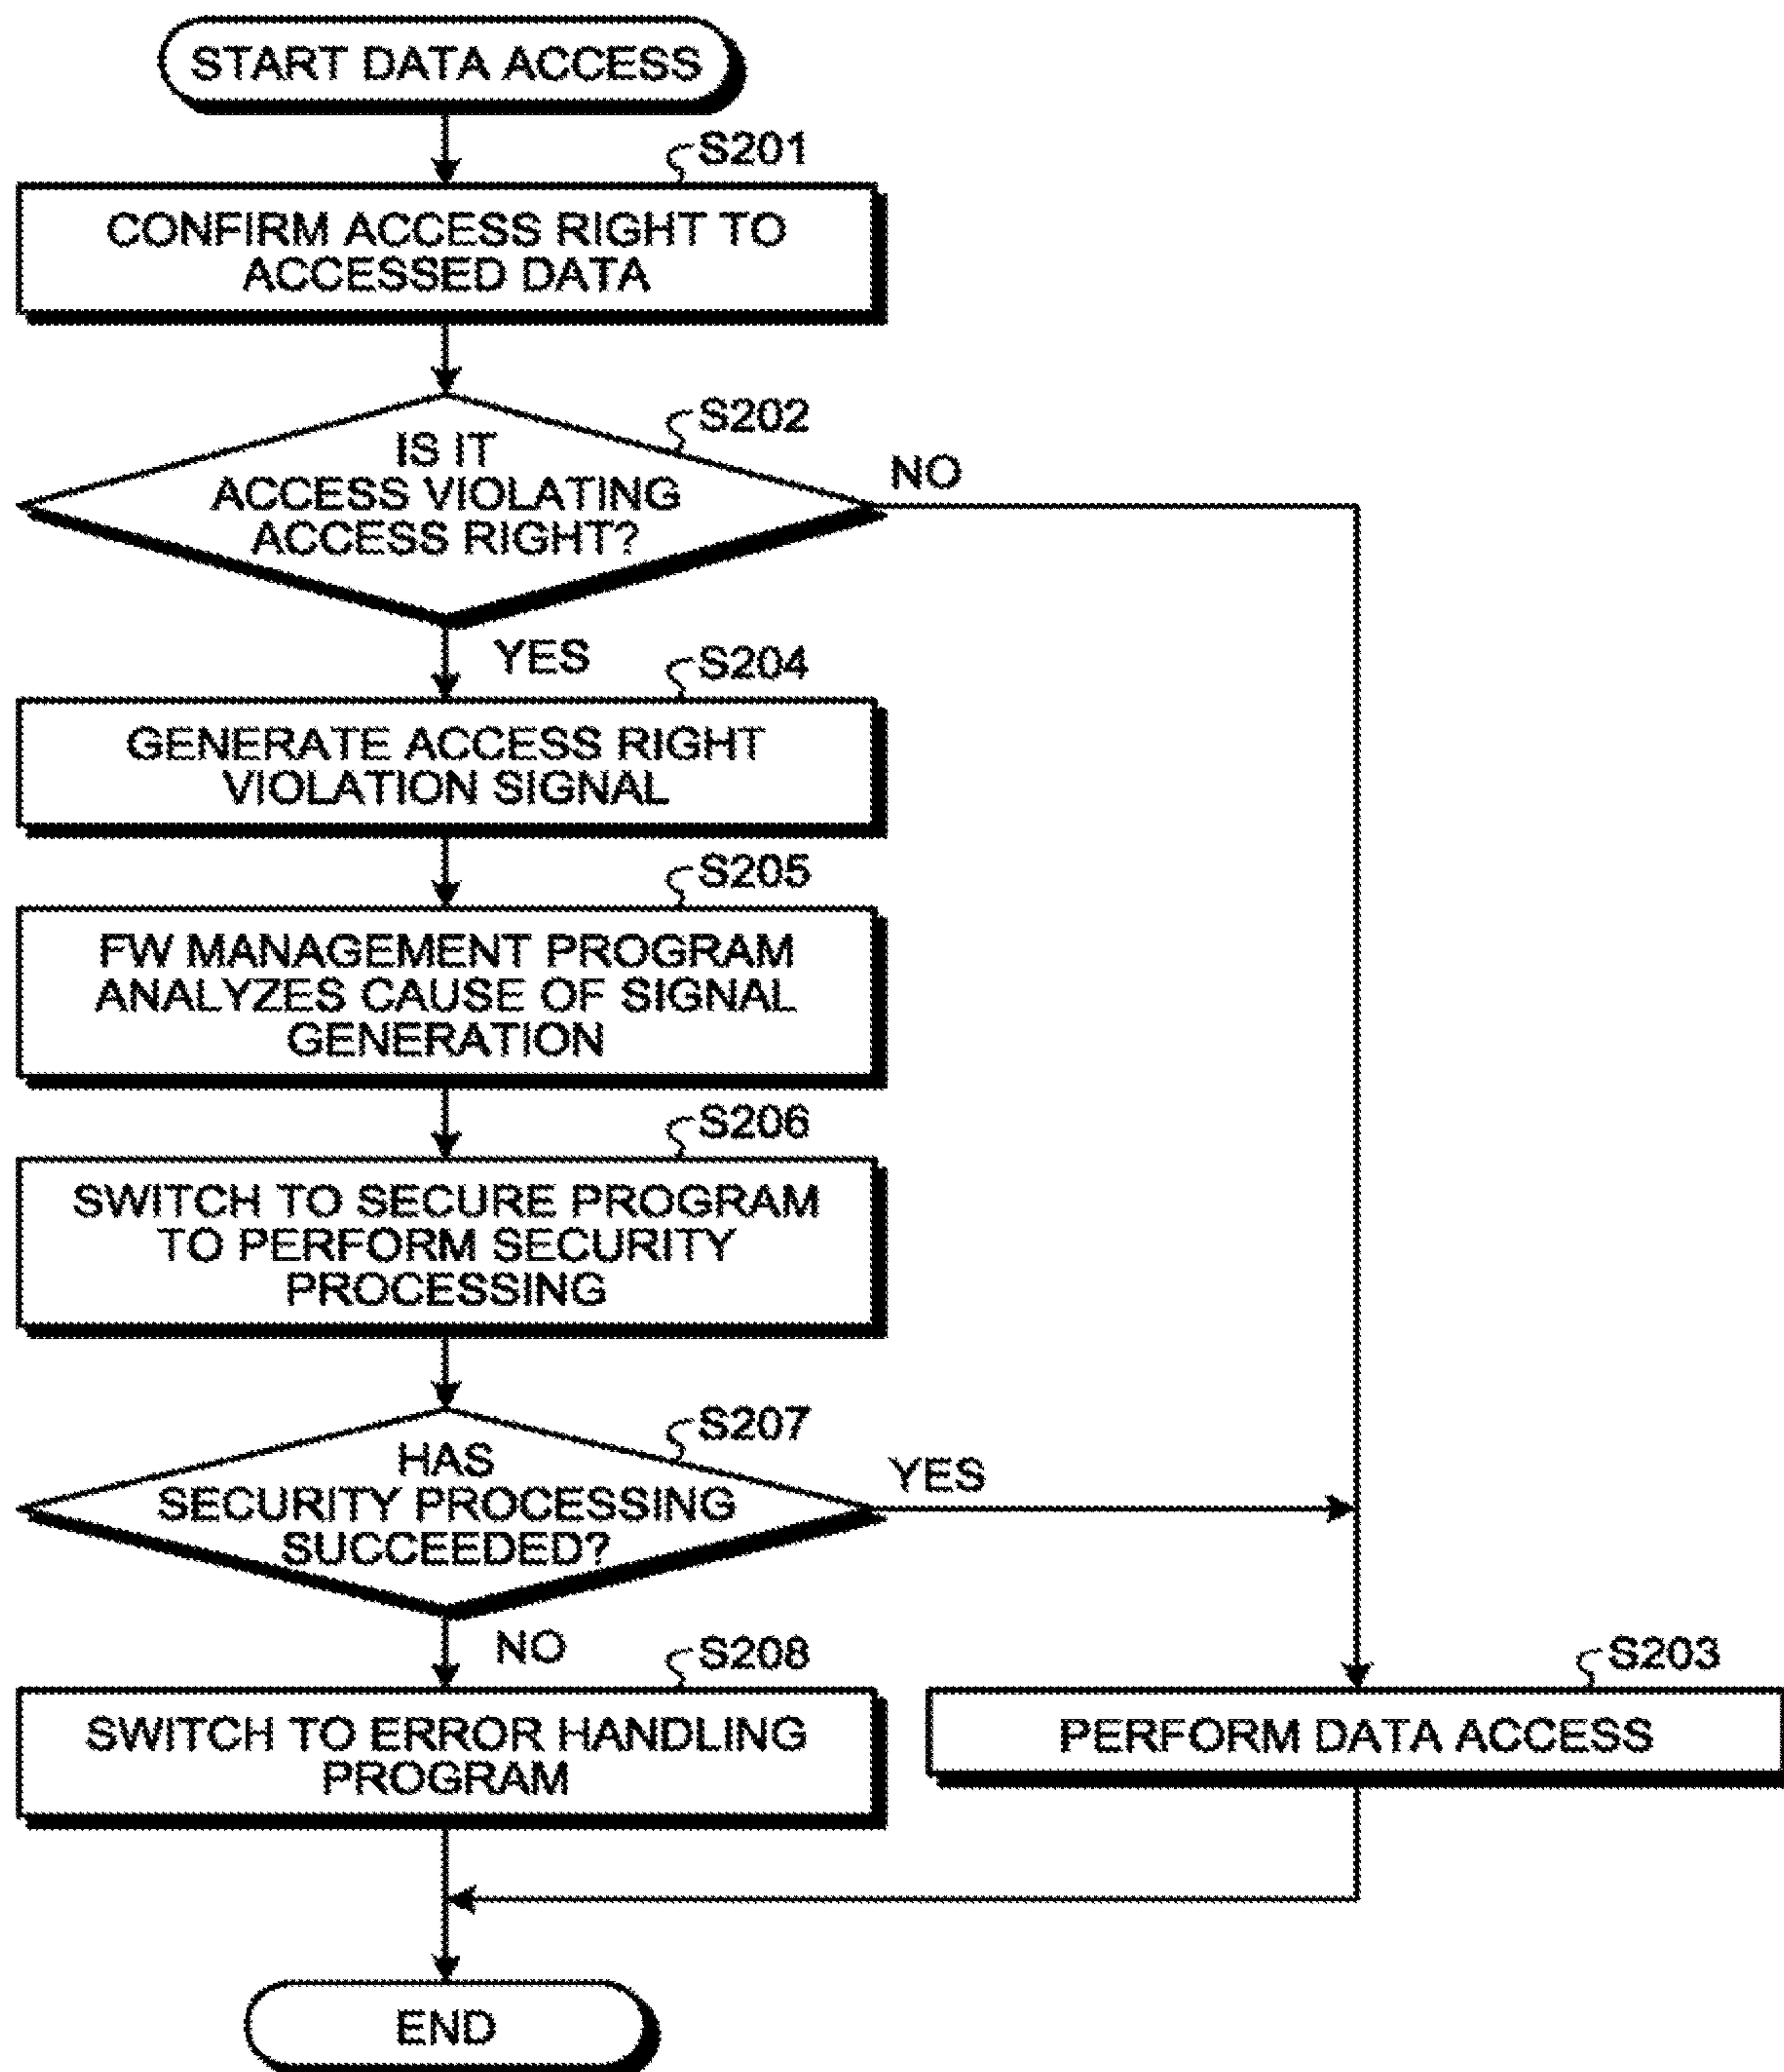 START DATA ACCESS
S201
CONFIRM ACCESS RIGHT TO
ACCESSED DATA
S202
IS IT
ACCESS VIOLATING
ACCESS RIGHT?
NO
YES
S204
GENERATE ACCESS RIGHT
VIOLATION SIGNAL
S205
FW MANAGEMENT PROGRAM
ANALYZES CAUSE OF SIGNAL
GENERATION
S206
SWITCH TO SECURE PROGRAM
TO PERFORM SECURITY
PROCESSING
S207
HAS
SECURITY PROCESSING
SUCCEEDED?
YES
NO
S208
SWITCH TO ERROR HANDLING
PROGRAM
S203
PERFORM DATA ACCESS
END